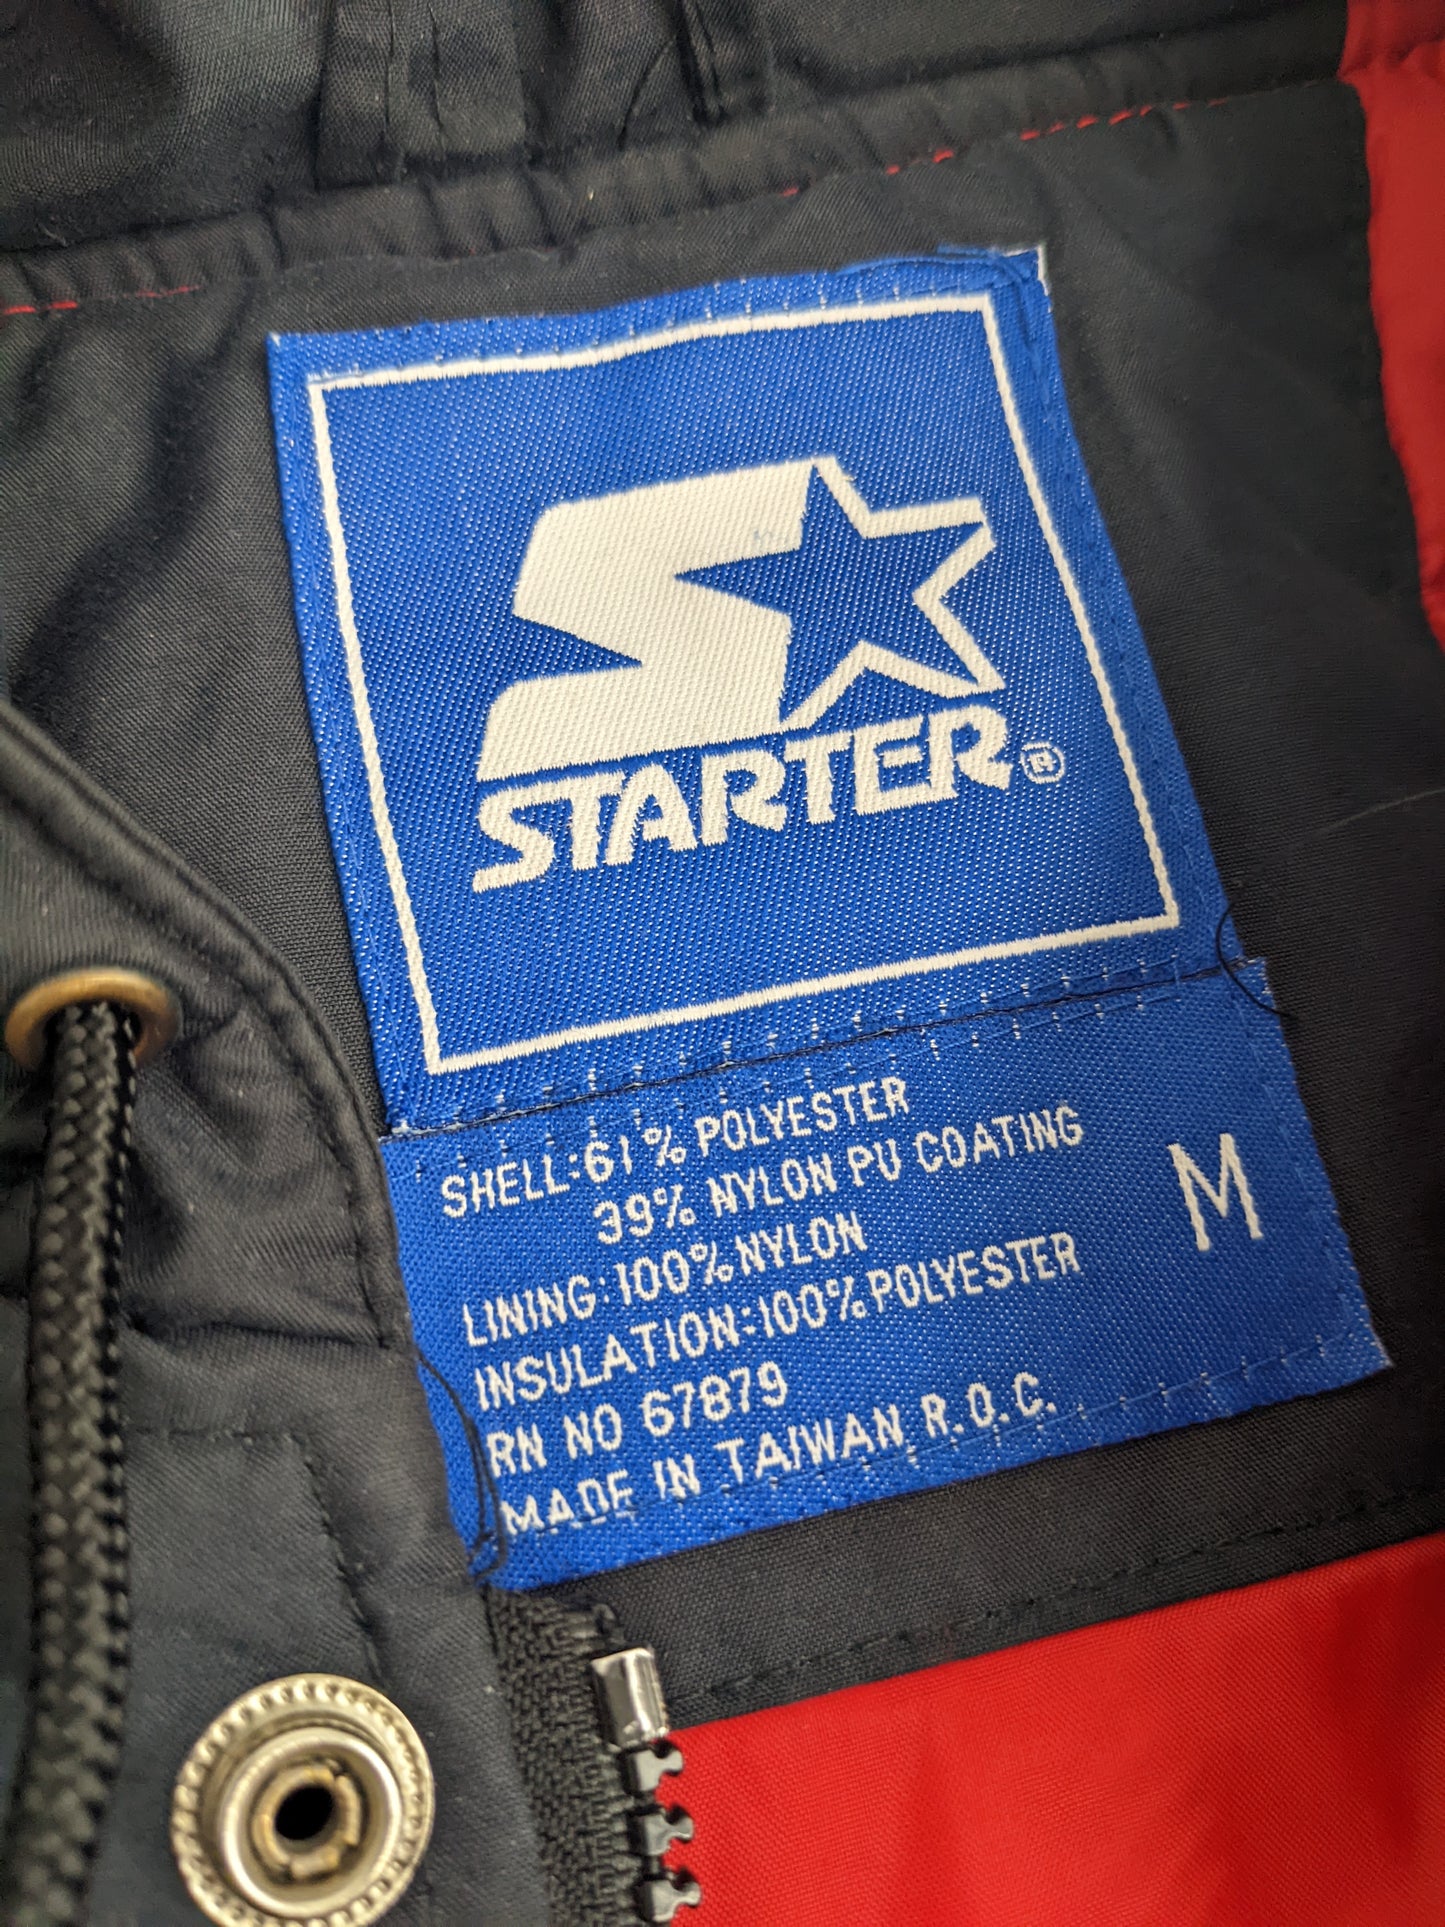 STARTER®
SHELL:61% POLYESTER
39% NYLON PU COATING
M
LINING:100% NYLON
INSULATION:100% POLYESTER
RN NO 67879
MADE IN TAIWAN R.O.C.